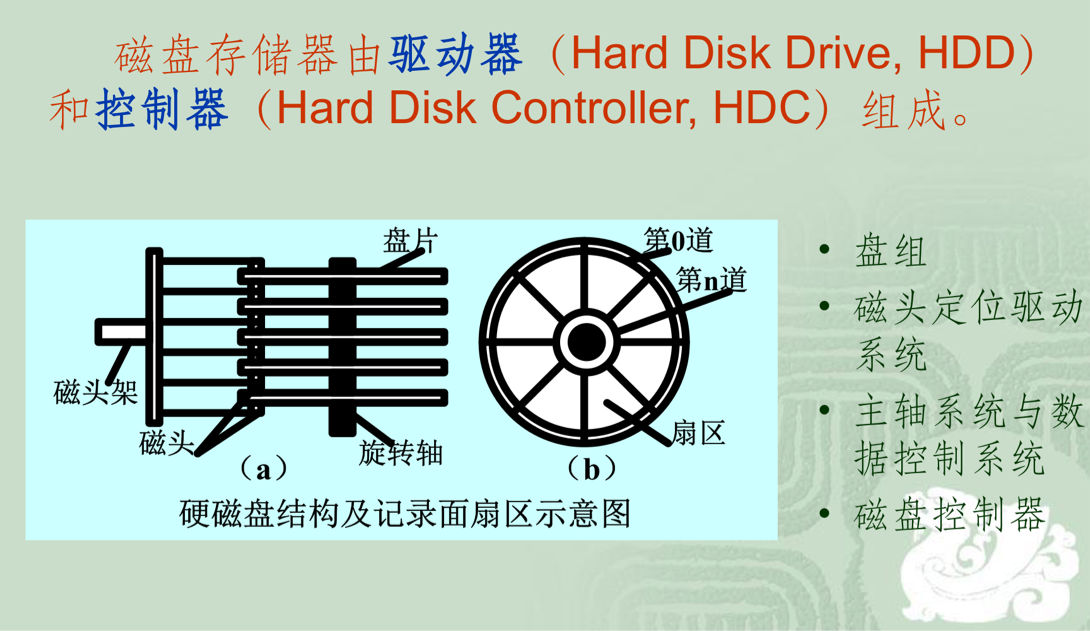 磁盘存储器由驱动器（Hard Disk Drive, HDD）
和控制器（Hard Disk Controller, HDC）组成。
盘片
磁头架
磁头
旋转轴
（a）
第0道
第n道
扇区
（b）
硬磁盘结构及记录面扇区示意图
• 盘组
• 磁头定位驱动
系统
• 主轴系统与数
据控制系统
• 磁盘控制器